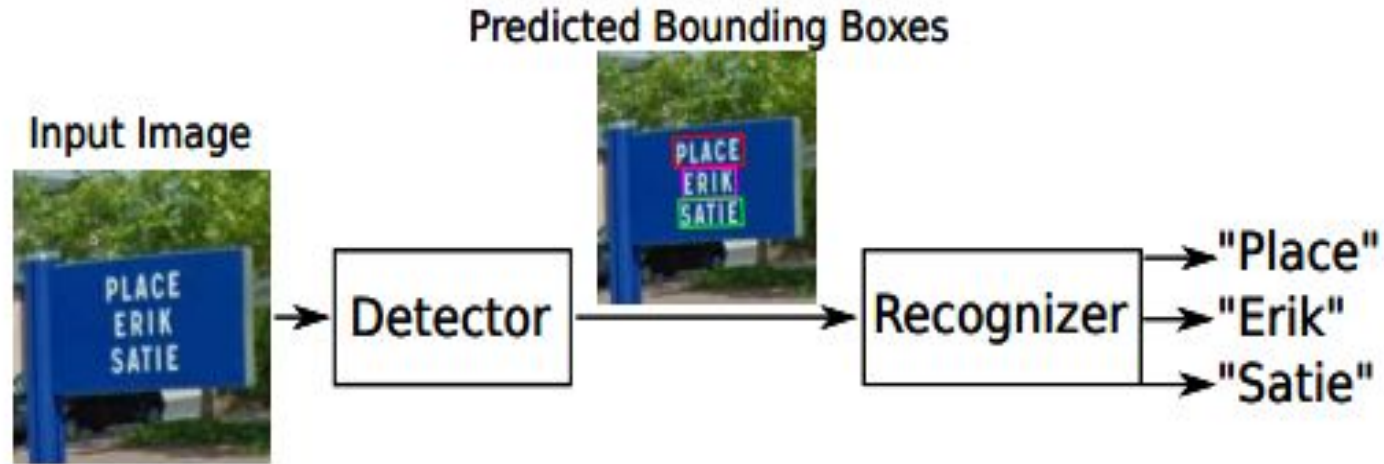 Predicted Bounding Boxes
Input Image
PLACE
ERIK
SATIE
PLACE
ERIK
SATIE
Detector
Recognizer
"Place"
"Erik"
"Satie"